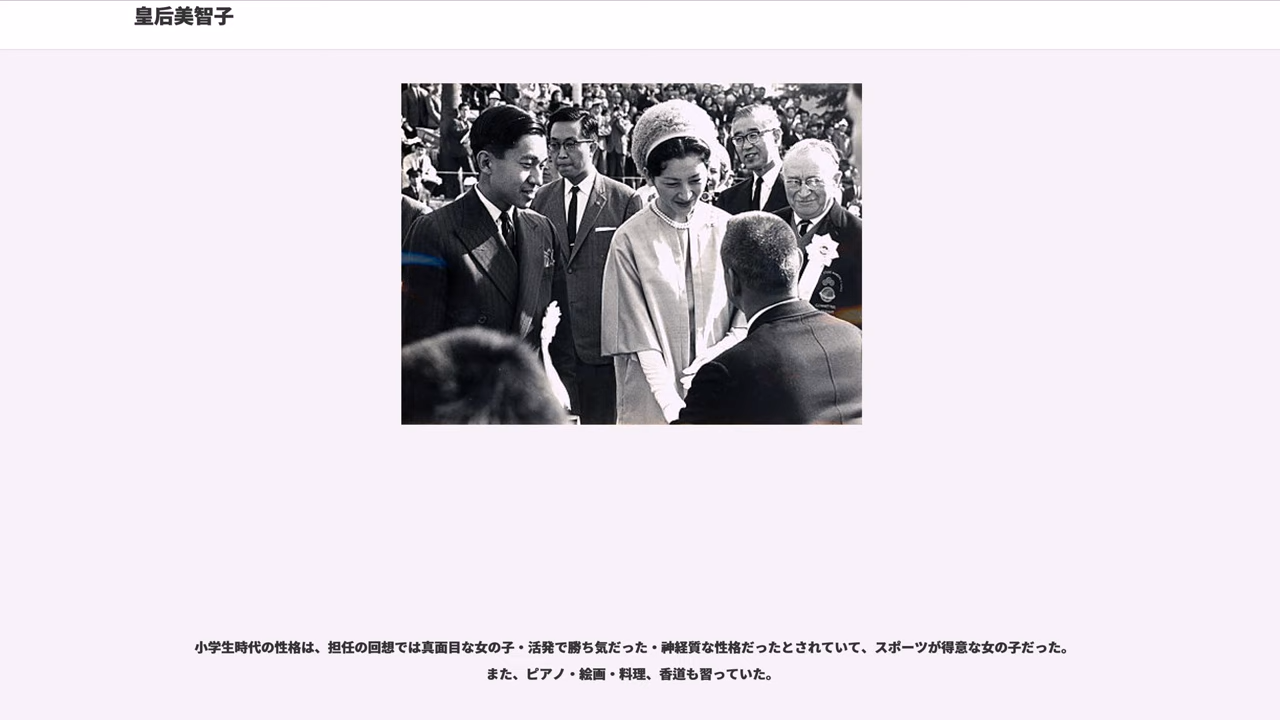 皇后美智子
小学生時代の性格は、担任の回想では真面目な女の子・活発で勝ち気だった・神経質な性格だったとされていて、スポーツが得意な女の子だった。
また、ピアノ・絵画・料理、香道も習っていた。